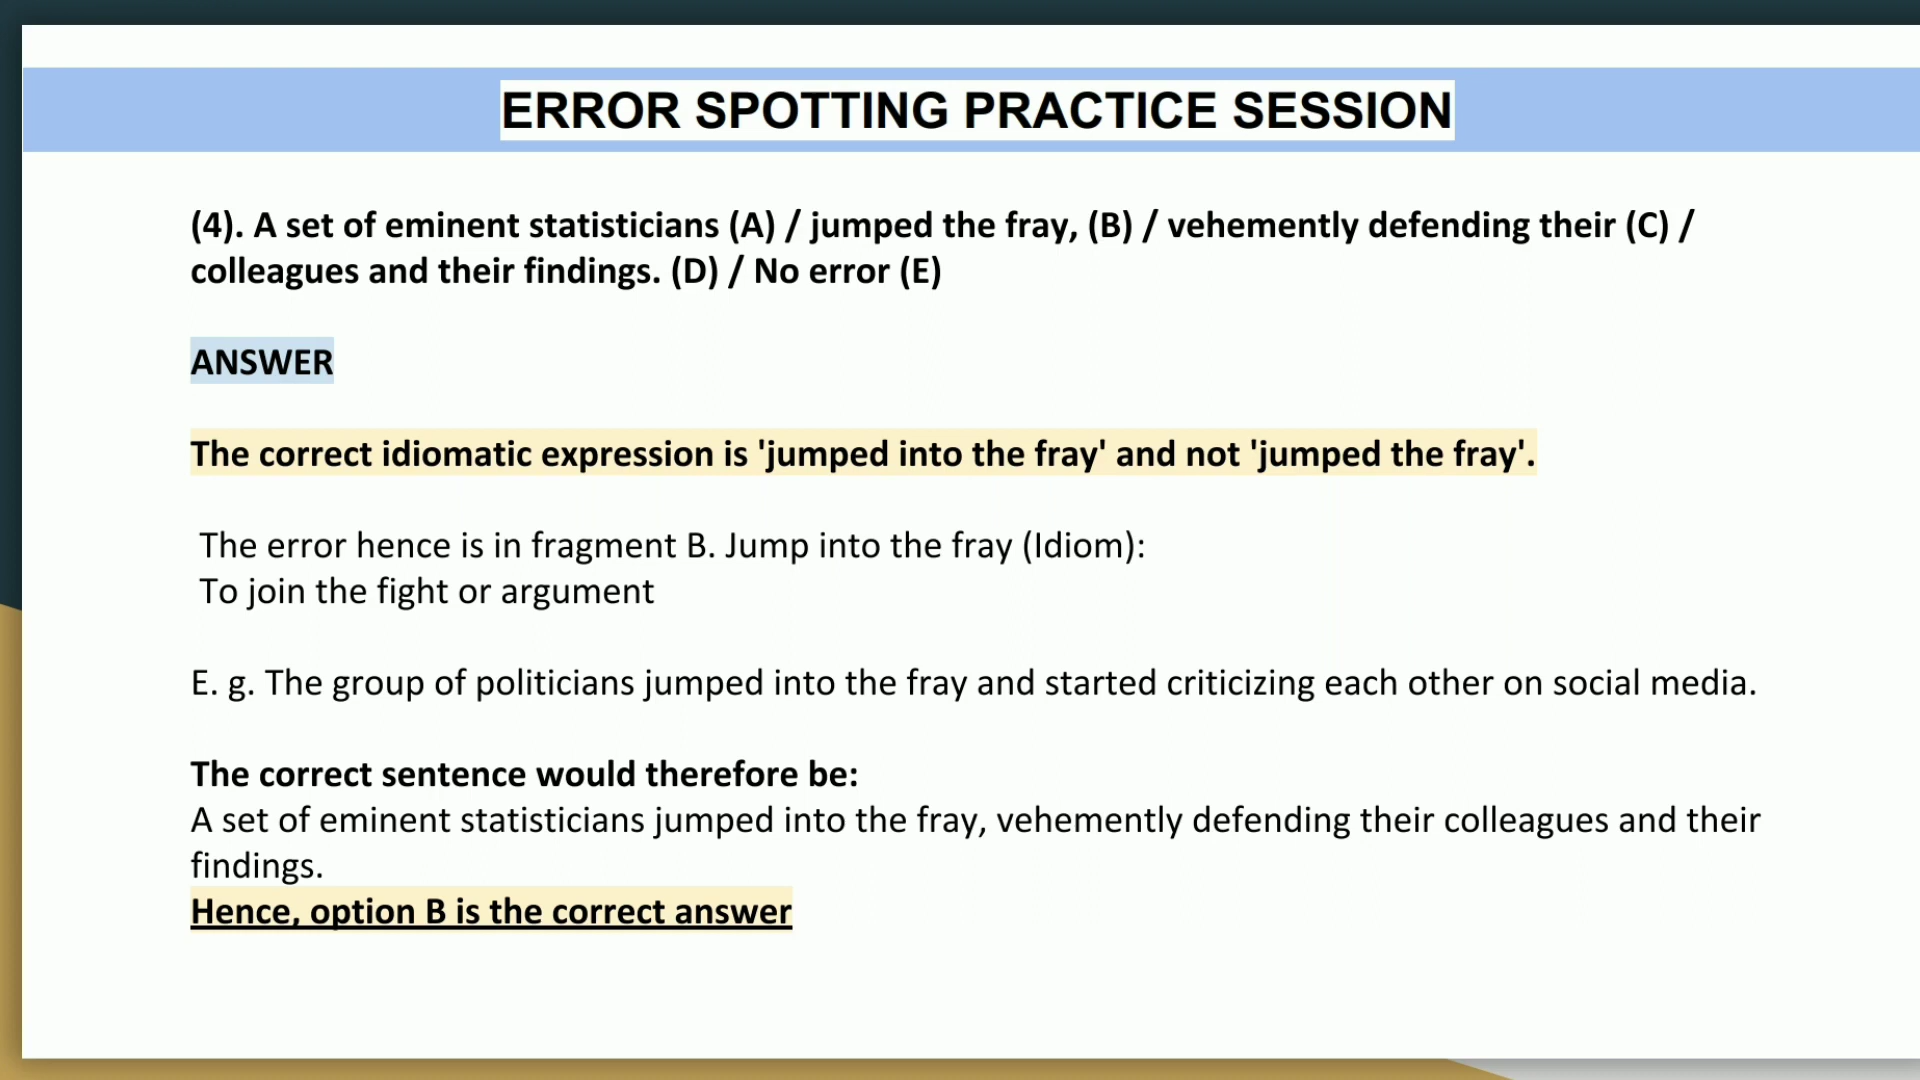 ERROR SPOTTING PRACTICE SESSION
(4). A set of eminent statisticians (A) / jumped the fray, (B) / vehemently defending their (C) /
colleagues and their findings. (D) / No error (E)
ANSWER
The correct idiomatic expression is 'jumped into the fray' and not 'jumped the fray'.
The error hence is in fragment B. Jump into the fray (Idiom):
To join the fight or argument
E. g. The group of politicians jumped into the fray and started criticizing each other on social media.
The correct sentence would therefore be:
A set of eminent statisticians jumped into the fray, vehemently defending their colleagues and their
findings.
Hence, option B is the correct answer